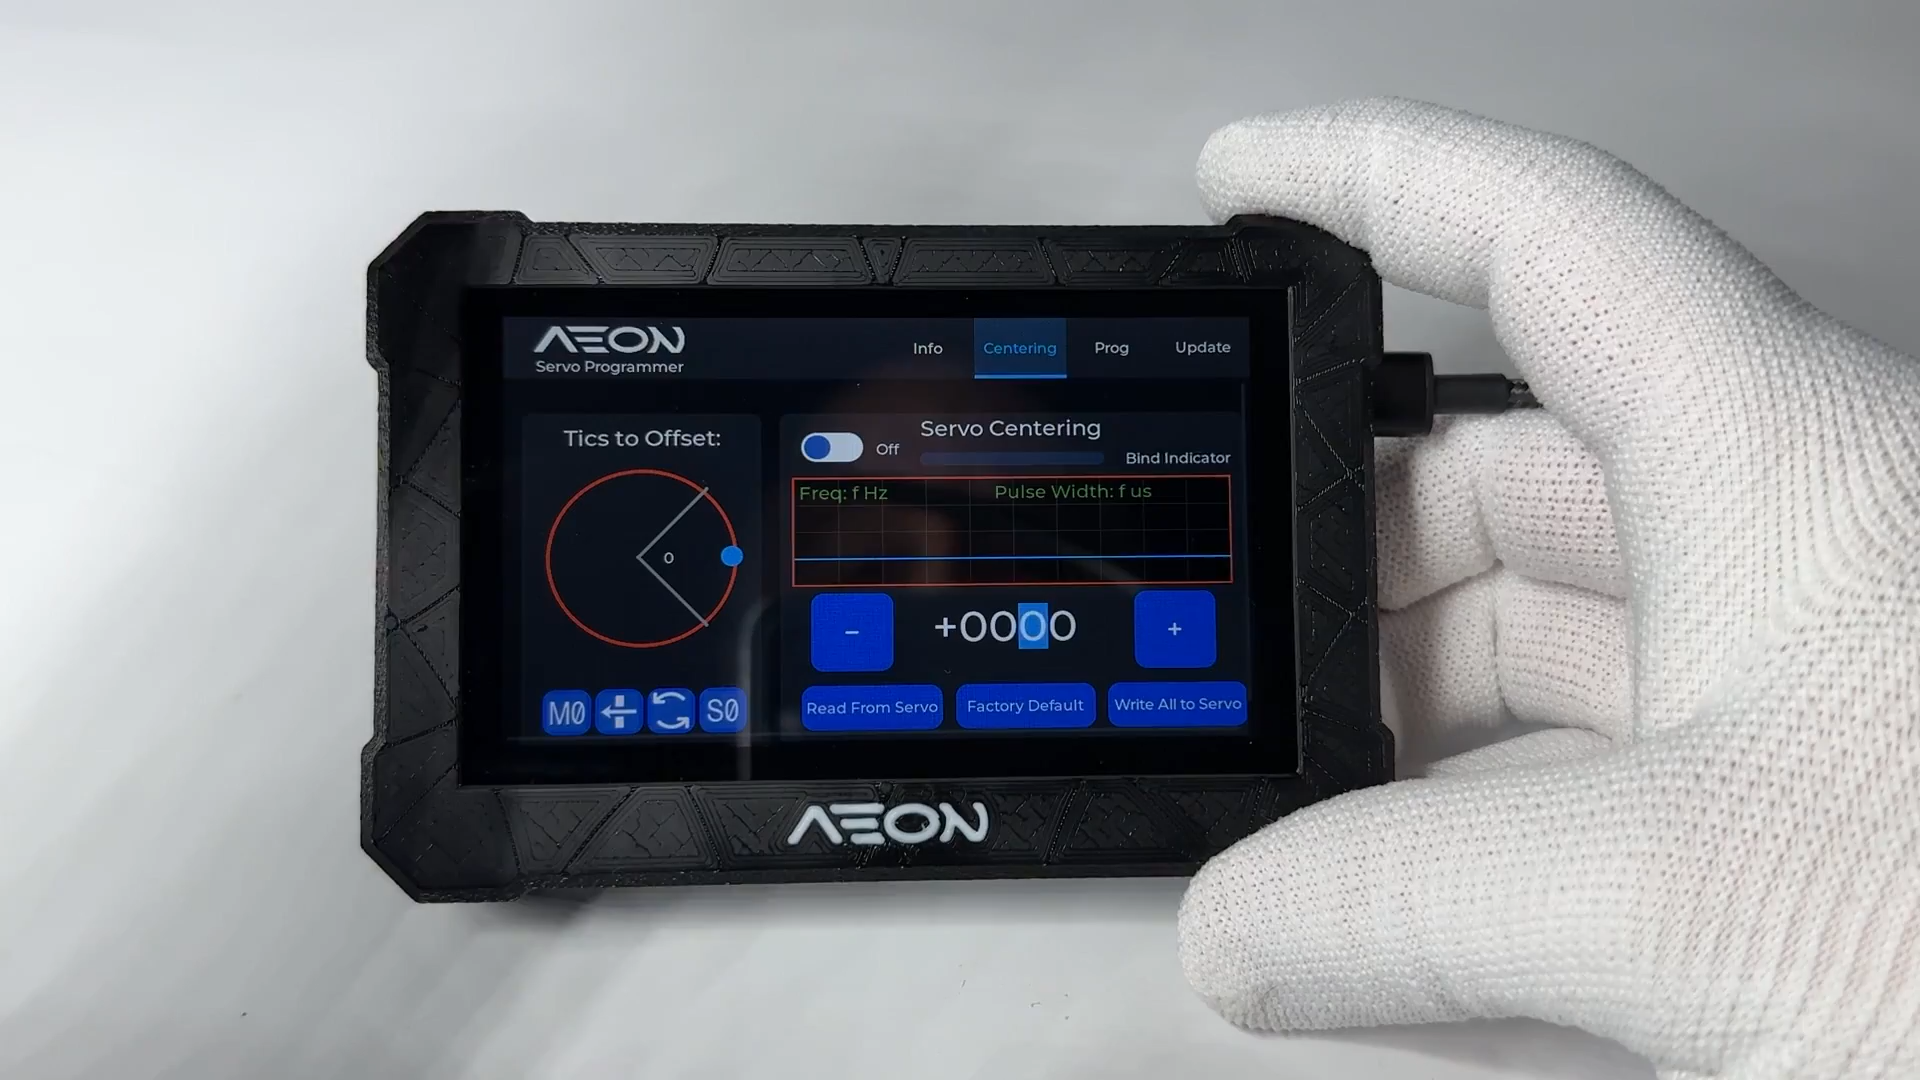 AEON
Servo Programmer
Info Centering Prog Update
Tics to Offset:
0
M0 S0
Servo Centering
Off
Bind Indicator
Freq: f Hz Pulse Width: f us
- +0000 +
Read From Servo Factory Default Write All to Servo
AEON